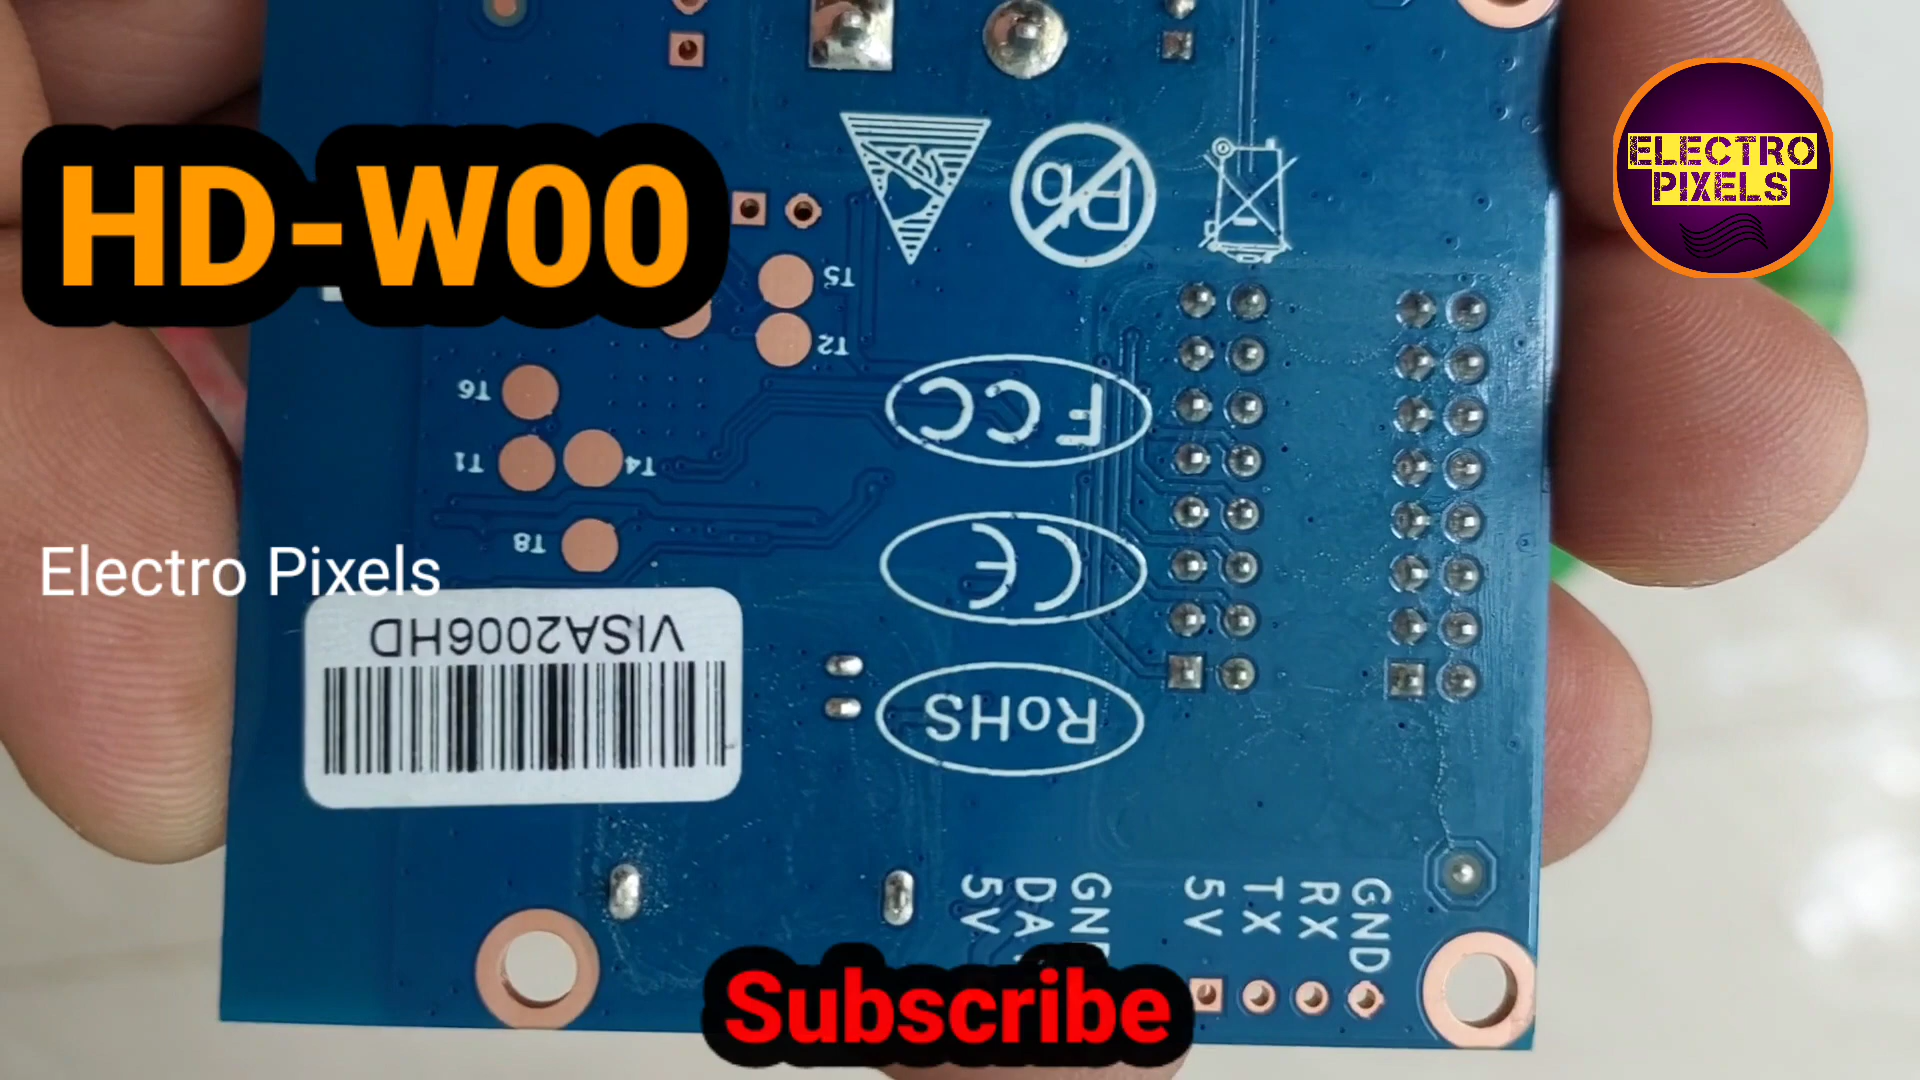 HD-W00
ELECTRO
PIXELS
Pb
T5
T2
T6
T1
T4
T8
FCC
CE
Electro Pixels
VISA2006HD
RoHS
5V
GND
5V
TX
RX
GND
Subscribe